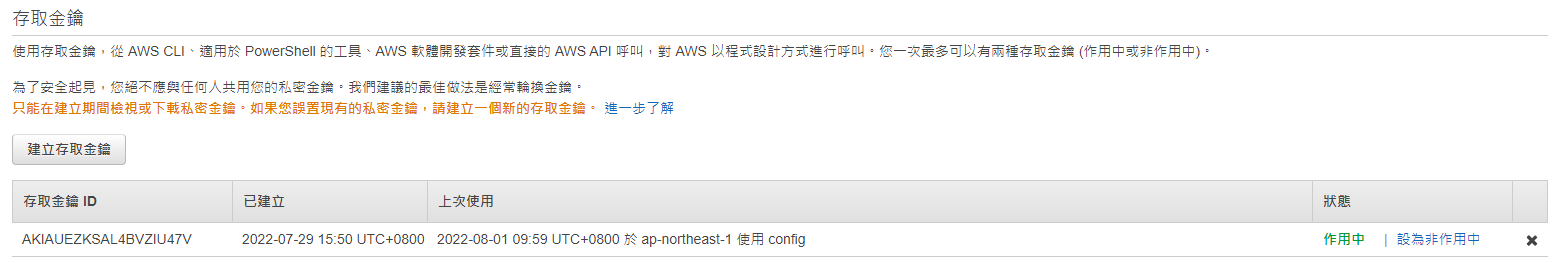 存取金鑰
使用存取金鑰，從 AWS CLI、適用於 PowerShell 的工具、AWS 軟體開發套件或直接的 AWS API 呼叫，對 AWS 以程式設計方式進行呼叫。您一次最多可以有兩種存取金鑰 (作用中或非作用中)。
為了安全起見，您絕不應與任何人共用您的私密金鑰。我們建議的最佳做法是經常輪換金鑰。
只能在建立期間檢視或下載私密金鑰。如果您誤置現有的私密金鑰，請建立一個新的存取金鑰。 進一步了解
建立存取金鑰
存取金鑰 ID 已建立 上次使用 狀態
AKIAUEZKSAL4BVZIU47V 2022-07-29 15:50 UTC+0800 2022-08-01 09:59 UTC+0800 於 ap-northeast-1 使用 config 作用中 | 設為非作用中 ✖